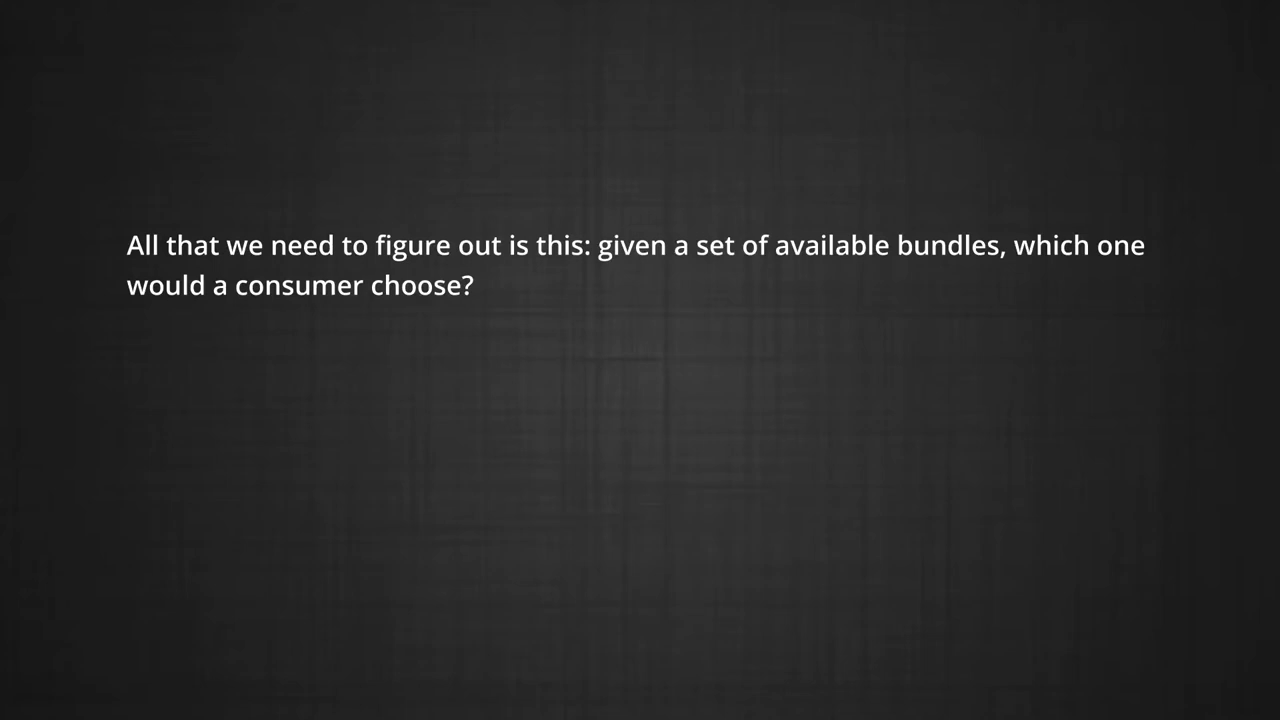 All that we need to figure out is this: given a set of available bundles, which one
would a consumer choose?